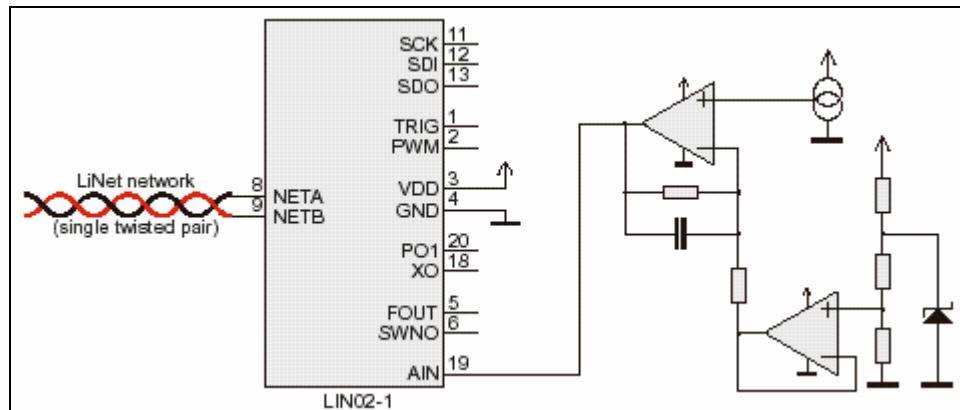 11
SCK
12
SDI
13
SDO
1
TRIG
2
PWM
LiNet network
8
NETA
9
NETB
(single twisted pair)
3
VDD
4
GND
20
PO1
18
XO
5
FOUT
6
SWNO
19
AIN
LIN02-1